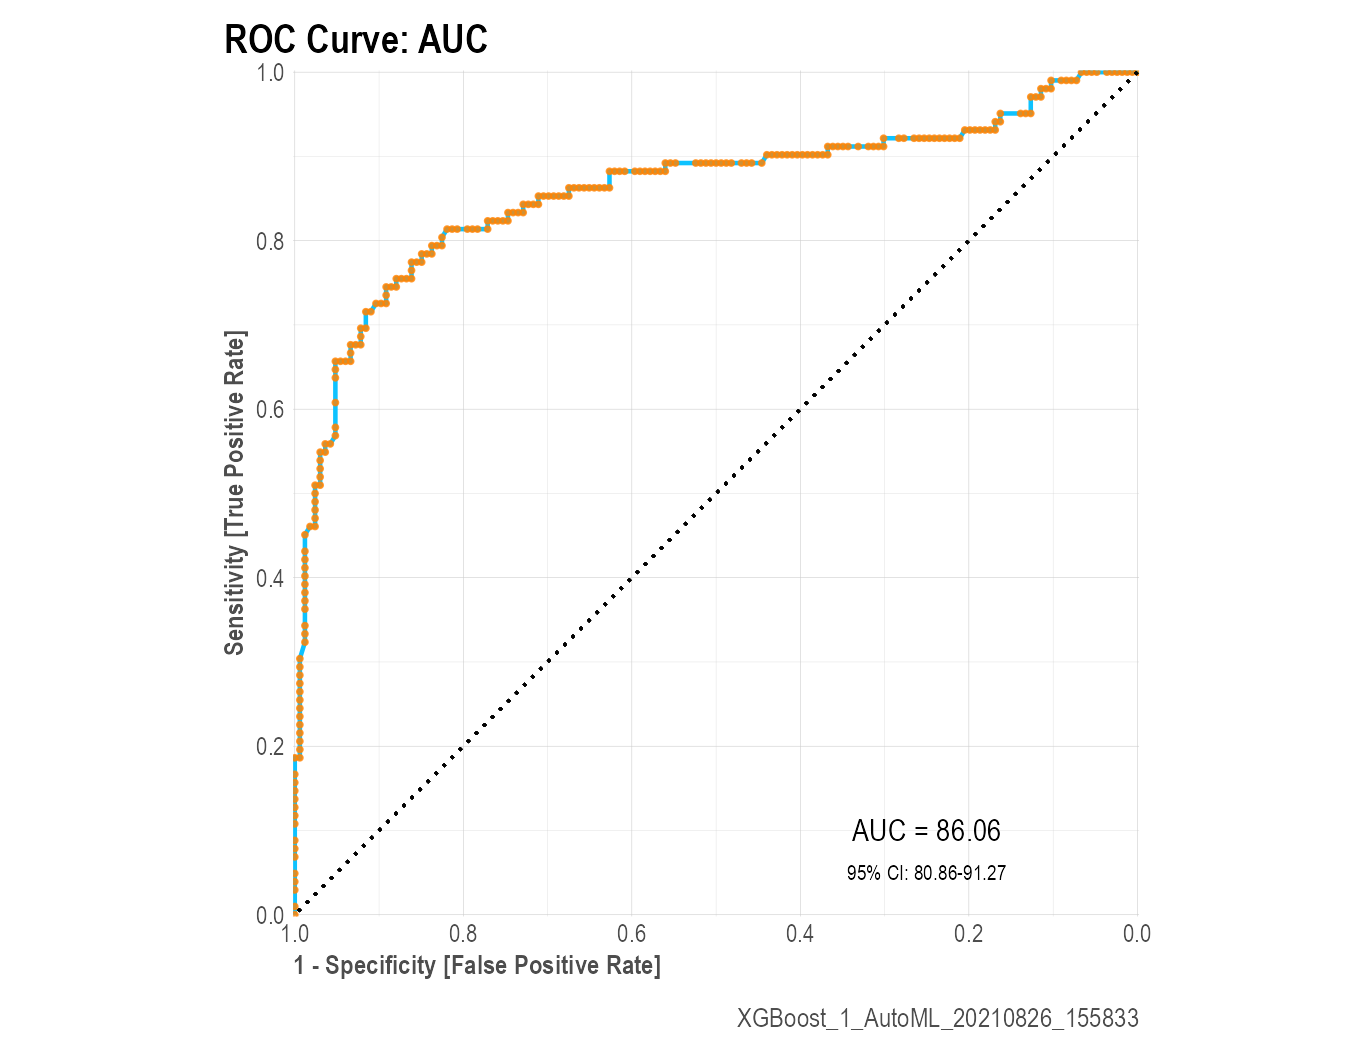 ROC Curve: AUC
1.0
0.8
0.6
0.4
0.2
0.0
Sensitivity [True Positive Rate]
AUC = 86.06
95% CI: 80.86-91.27
1.0 0.8 0.6 0.4 0.2 0.0
1 - Specificity [False Positive Rate]
XGBoost_1_AutoML_20210826_155833